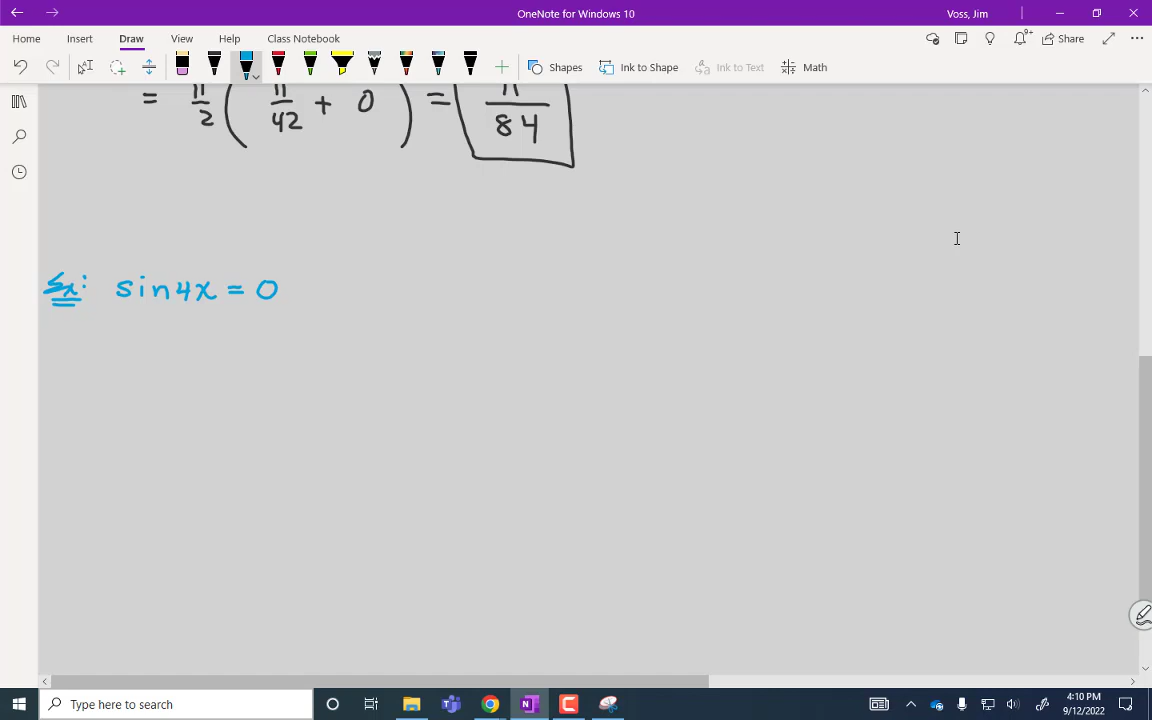 OneNote for Windows 10
Voss, Jim
Home Insert Draw View Help Class Notebook
Share
Shapes Ink to Shape Ink to Text Math
= π/2 ( π/42 + 0 ) = π/84
Ex: sin4x = 0
Type here to search
4:10 PM
9/12/2022